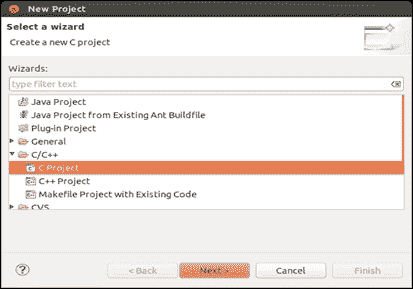 New Project
Select a wizard
Create a new C project
Wizards:
type filter text
Java Project
Java Project from Existing Ant Buildfile
Plug-in Project
General
C/C++
C Project
C++ Project
Makefile Project with Existing Code
CVS
?
< Back
Next >
Cancel
Finish